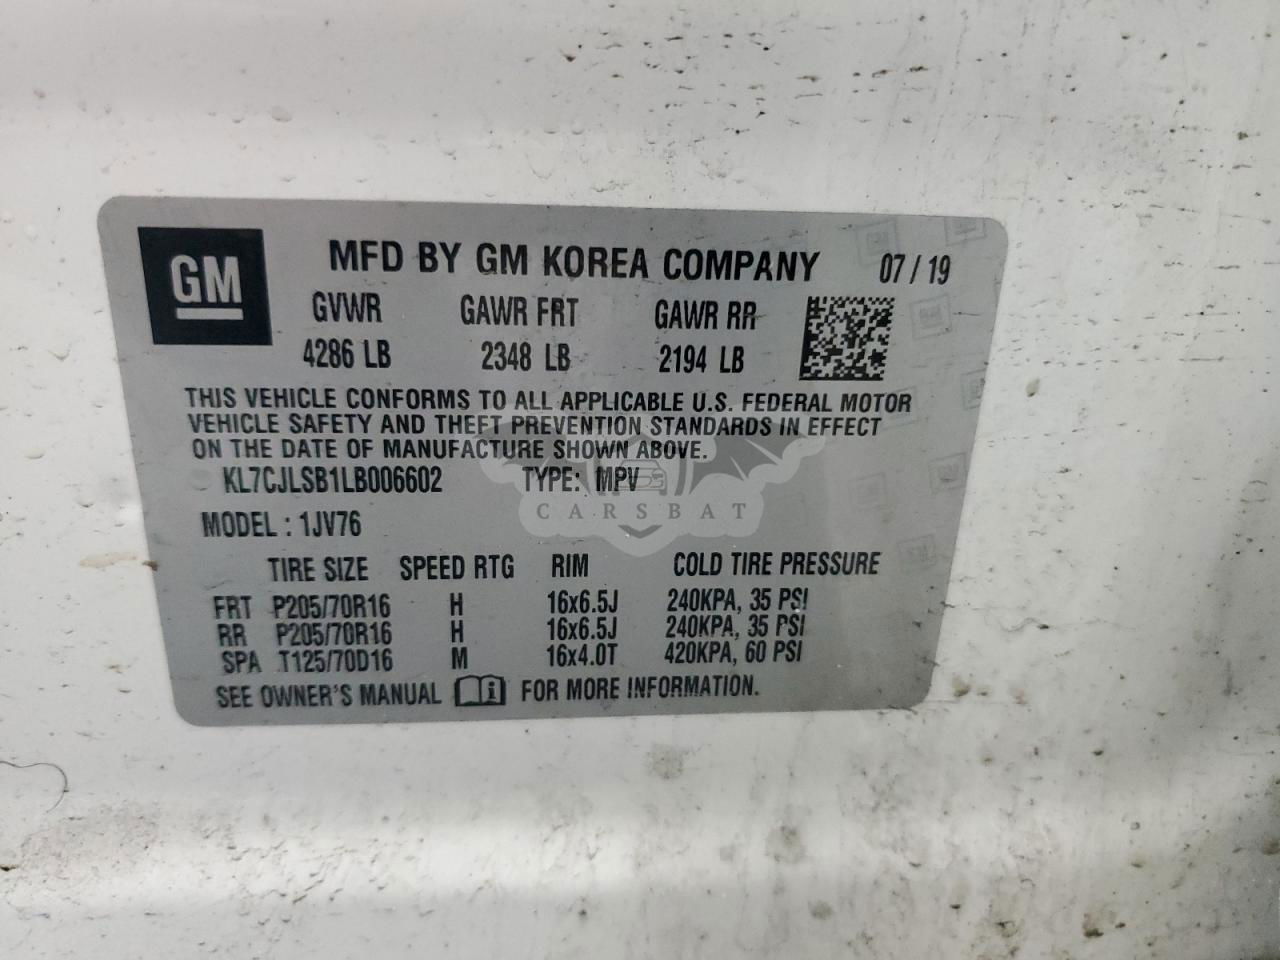 GM
MFD BY GM KOREA COMPANY 07 / 19
GVWR GAWR FRT GAWR RR
4286 LB 2348 LB 2194 LB
THIS VEHICLE CONFORMS TO ALL APPLICABLE U.S. FEDERAL MOTOR
VEHICLE SAFETY AND THEFT PREVENTION STANDARDS IN EFFECT
ON THE DATE OF MANUFACTURE SHOWN ABOVE.
KL7CJLSB1LB006602 TYPE: MPV
CARSBAT
MODEL : 1JV76
TIRE SIZE SPEED RTG RIM COLD TIRE PRESSURE
FRT P205/70R16 H 16x6.5J 240KPA, 35 PSI
RR P205/70R16 H 16x6.5J 240KPA, 35 PSI
SPA T125/70D16 M 16x4.0T 420KPA, 60 PSI
SEE OWNER'S MANUAL i FOR MORE INFORMATION.